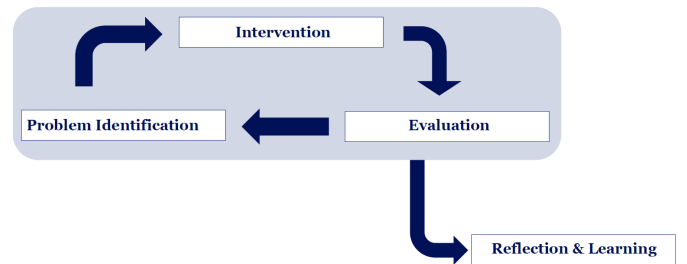 Intervention
Problem Identification
Evaluation
Reflection & Learning